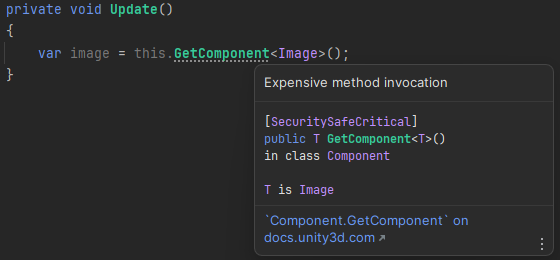 private void Update()
{
var image = this.GetComponent<Image>();
}
Expensive method invocation
[SecuritySafeCritical]
public T GetComponent<T>()
in class Component
T is Image
`Component.GetComponent` on
docs.unity3d.com↗